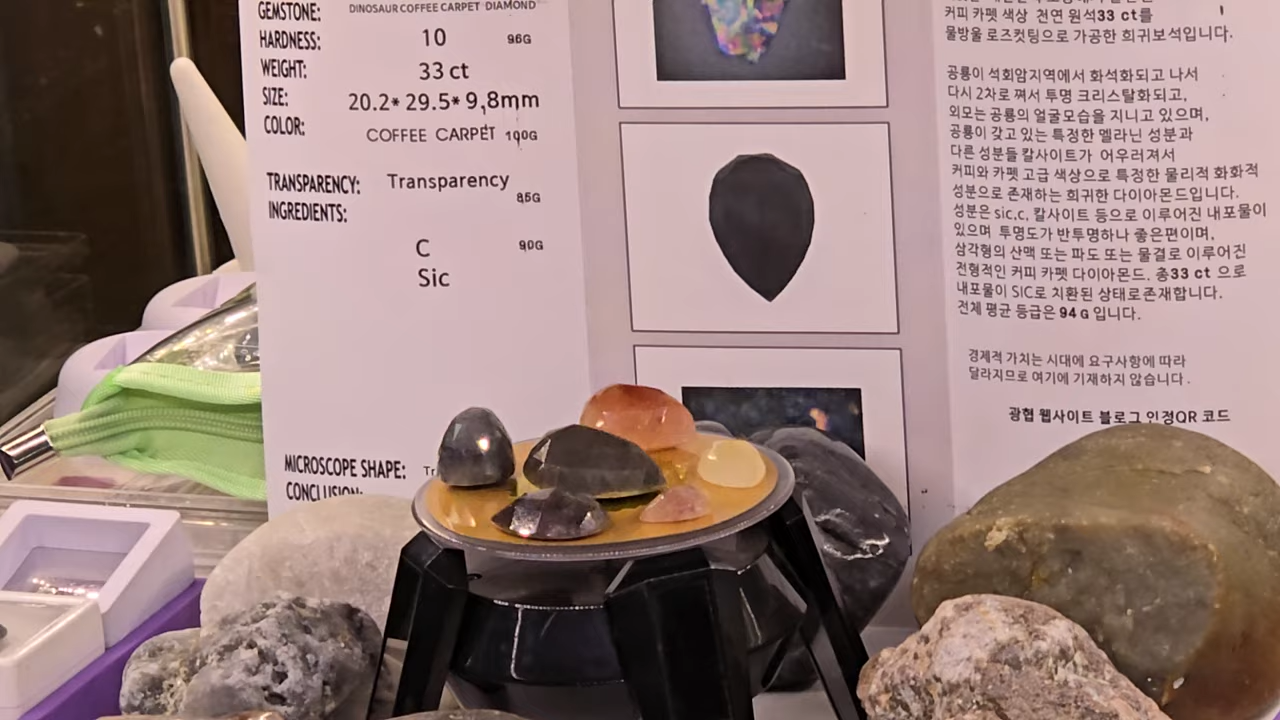 GEMSTONE: DINOSAUR COFFEE CARPET DIAMOND
HARDNESS: 10 96G
WEIGHT: 33 ct
SIZE: 20.2* 29.5* 9,8mm
COLOR: COFFEE CARPET 100G
TRANSPARENCY: Transparency 85G
INGREDIENTS:
C 90G
Sic
MICROSCOPE SHAPE: Tr
CONCLUSION:
커피 카펫 색상 천연 원석33 ct를
물방울 로즈컷팅으로 가공한 희귀보석입니다.
공룡이 석회암지역에서 화석화되고 나서
다시 2차로 쪄서 투명 크리스탈화되고,
외모는 공룡의 얼굴모습을 지니고 있으며,
공룡이 갖고 있는 특정한 멜라닌 성분과
다른 성분들 칼사이트가 어우러져서
커피와 카펫 고급 색상으로 특정한 물리적 화화적
성분으로 존재하는 희귀한 다이아몬드입니다.
성분은 sic.c, 칼사이트 등으로 이루어진 내포물이
있으며 투명도가 반투명하나 좋은편이며,
삼각형의 산맥 또는 파도 또는 물결로 이루어진
전형적인 커피 카펫 다이아몬드. 총33 ct 으로
내포물이 SIC로 치환된 상태로존재합니다.
전체 평균 등급은 94 G 입니다.
경제적 가치는 시대에 요구사항에 따라
달라지므로 여기에 기재하지 않습니다.
광협 웹사이트 블로그 인정QR 코드